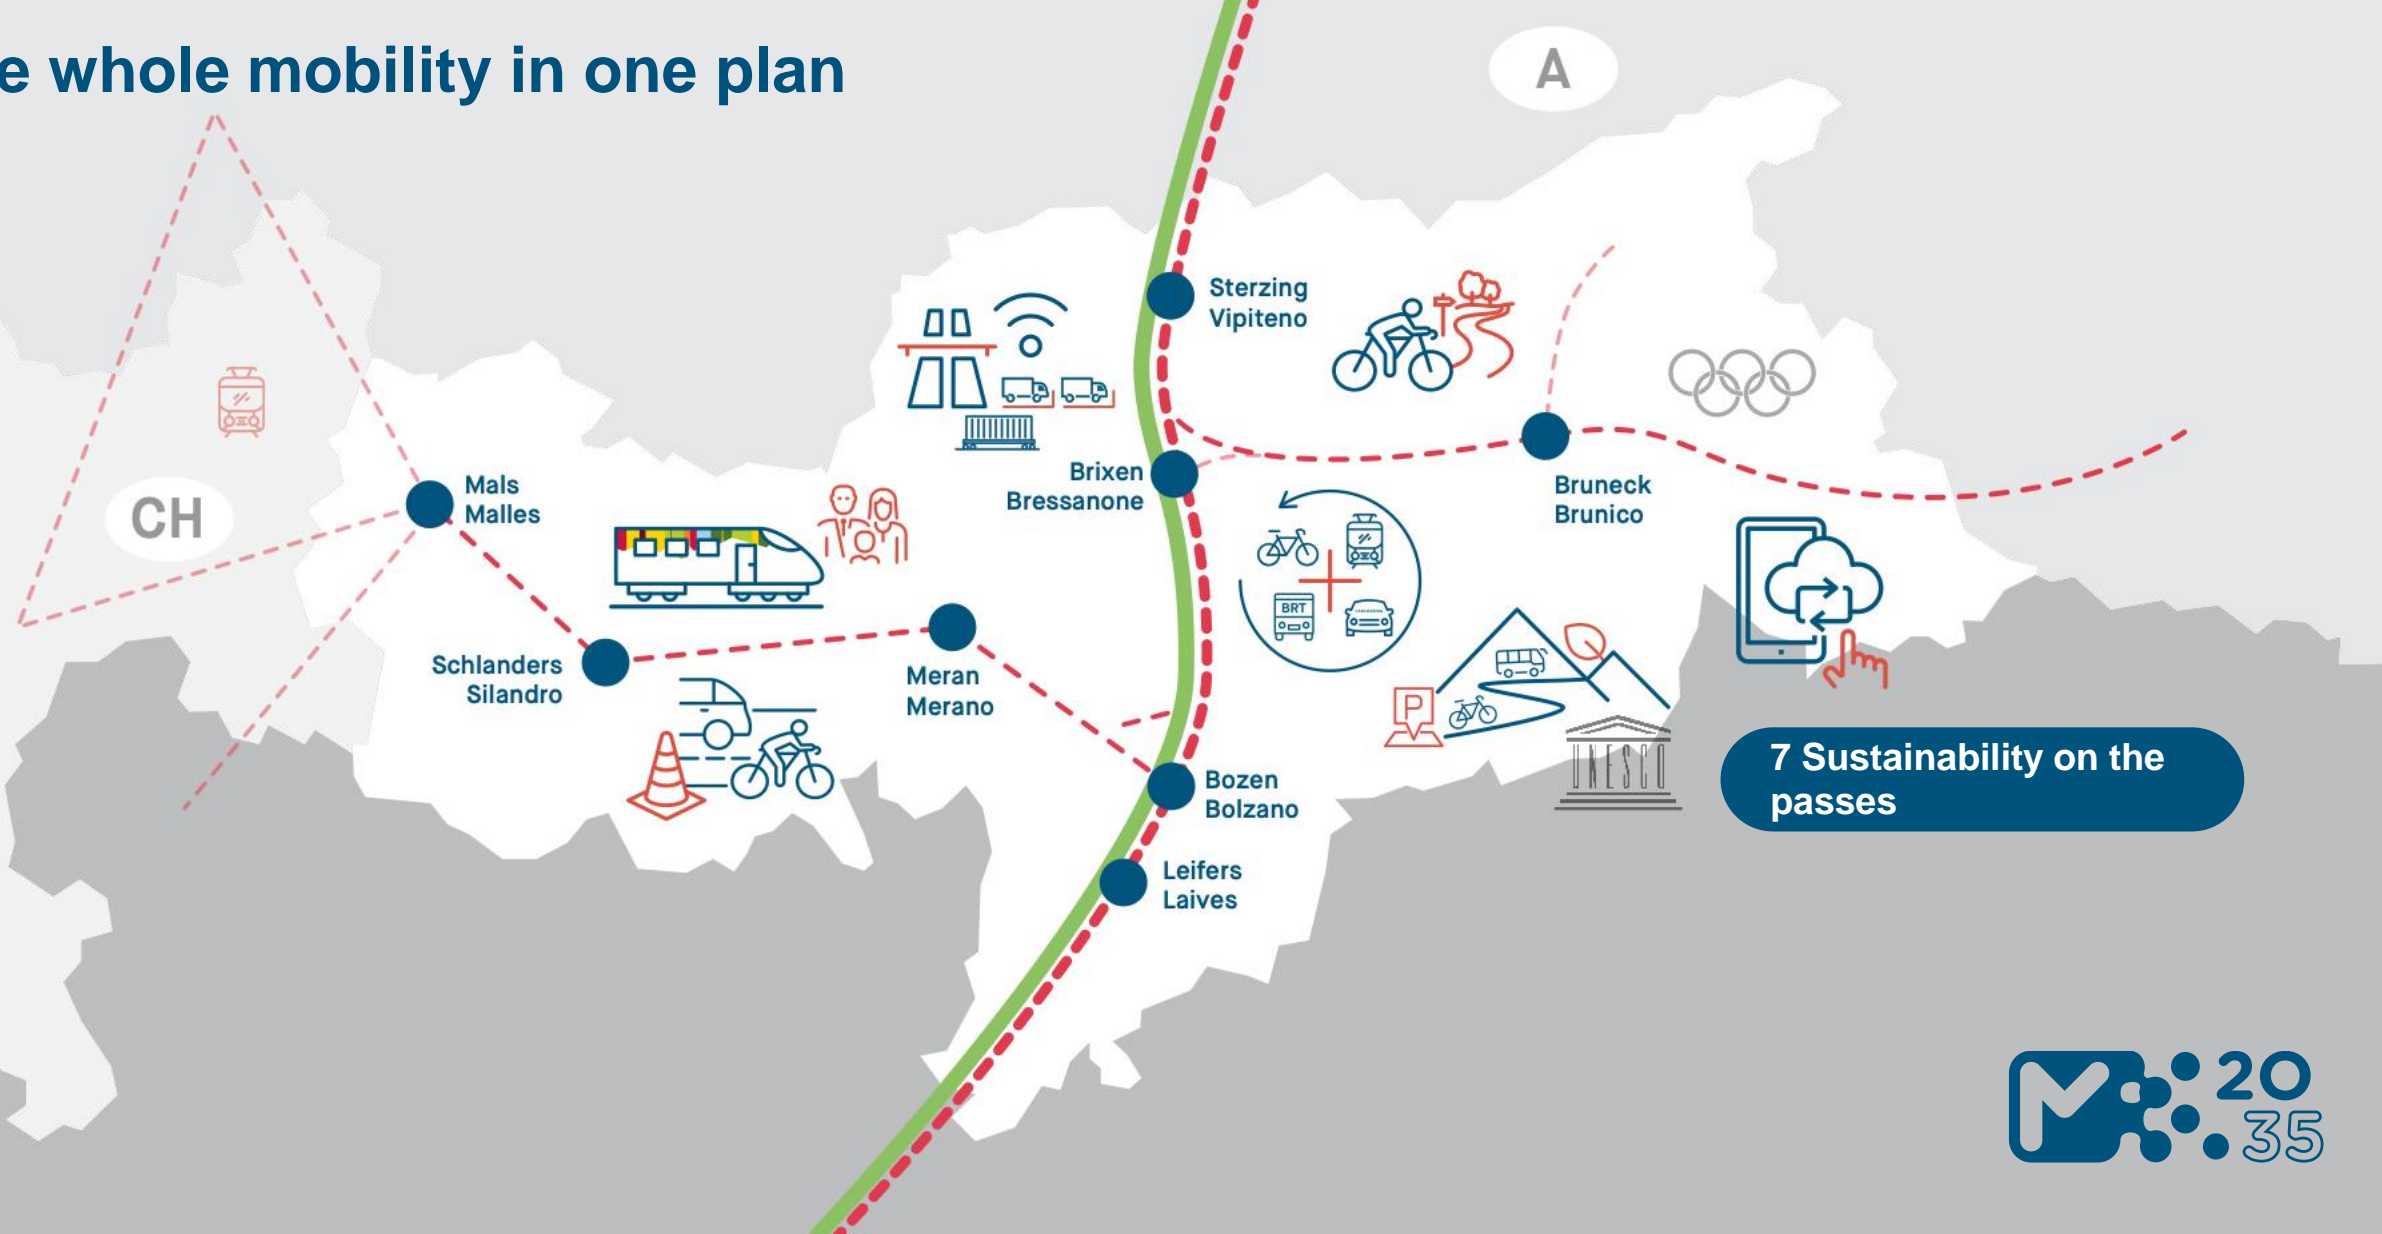 e whole mobility in one plan
A
Sterzing
Vipiteno
Mals
Malles
CH
Brixen
Bressanone
Bruneck
Brunico
BRT
Schlanders
Silandro
Meran
Merano
P
UNESCO
7 Sustainability on the
passes
Bozen
Bolzano
Leifers
Laives
M
20
35